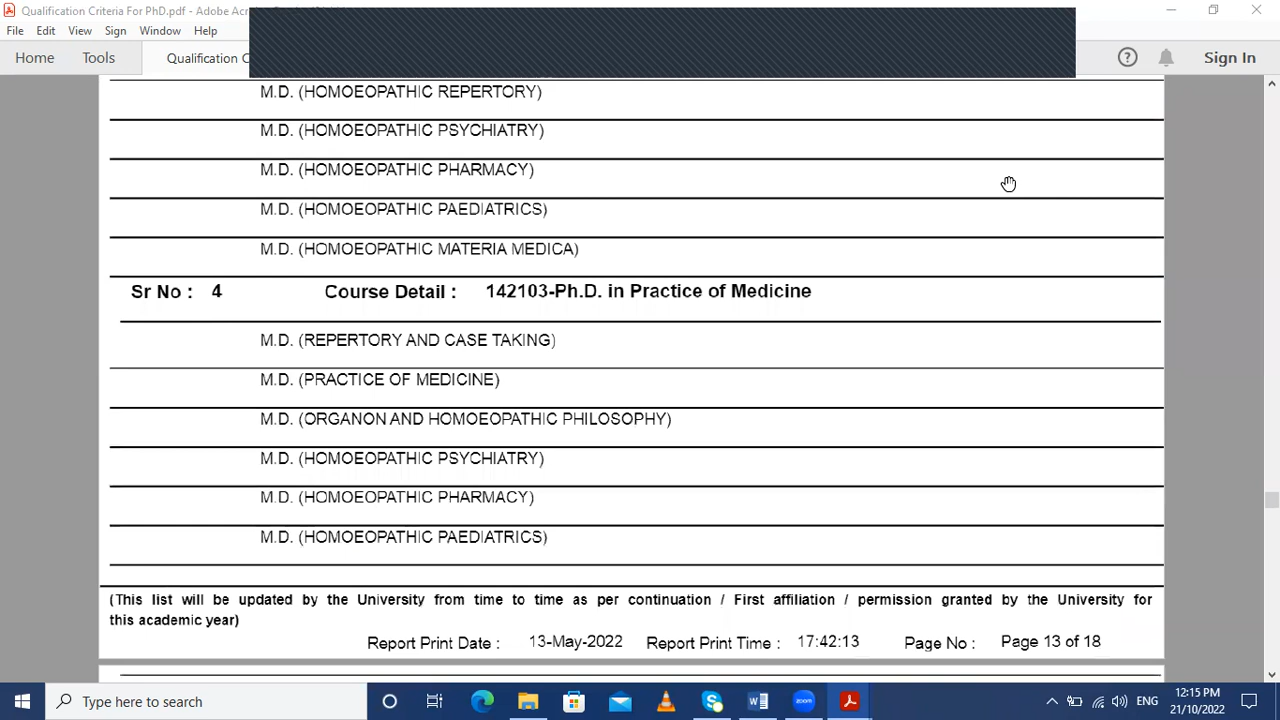 Qualification Criteria For PhD.pdf - Adobe Acro
File Edit View Sign Window Help
Home Tools Qualification C Sign In
M.D. (HOMOEOPATHIC REPERTORY)
M.D. (HOMOEOPATHIC PSYCHIATRY)
M.D. (HOMOEOPATHIC PHARMACY)
M.D. (HOMOEOPATHIC PAEDIATRICS)
M.D. (HOMOEOPATHIC MATERIA MEDICA)
Sr No : 4 Course Detail : 142103-Ph.D. in Practice of Medicine
M.D. (REPERTORY AND CASE TAKING)
M.D. (PRACTICE OF MEDICINE)
M.D. (ORGANON AND HOMOEOPATHIC PHILOSOPHY)
M.D. (HOMOEOPATHIC PSYCHIATRY)
M.D. (HOMOEOPATHIC PHARMACY)
M.D. (HOMOEOPATHIC PAEDIATRICS)
(This list will be updated by the University from time to time as per continuation / First affiliation / permission granted by the University for
this academic year)
Report Print Date : 13-May-2022 Report Print Time : 17:42:13 Page No : Page 13 of 18
Type here to search
zoom
ENG
12:15 PM
21/10/2022